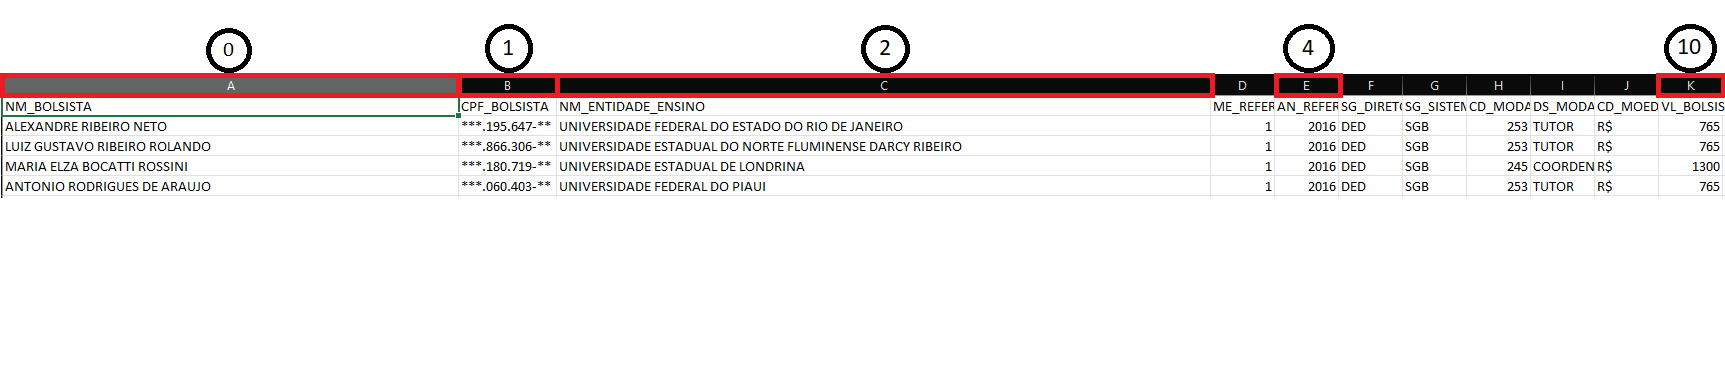 0 1 2 4 10
A B C D E F G H I J K
NM_BOLSISTA CPF_BOLSISTA NM_ENTIDADE_ENSINO ME_REFER AN_REFER SG_DIRETO SG_SISTEM CD_MODA DS_MODA CD_MOED VL_BOLSIS
ALEXANDRE RIBEIRO NETO ***.195.647-** UNIVERSIDADE FEDERAL DO ESTADO DO RIO DE JANEIRO 1 2016 DED SGB 253 TUTOR R$ 765
LUIZ GUSTAVO RIBEIRO ROLANDO ***.866.306-** UNIVERSIDADE ESTADUAL DO NORTE FLUMINENSE DARCY RIBEIRO 1 2016 DED SGB 253 TUTOR R$ 765
MARIA ELZA BOCATTI ROSSINI ***.180.719-** UNIVERSIDADE ESTADUAL DE LONDRINA 1 2016 DED SGB 245 COORDEN R$ 1300
ANTONIO RODRIGUES DE ARAUJO ***.060.403-** UNIVERSIDADE FEDERAL DO PIAUI 1 2016 DED SGB 253 TUTOR R$ 765